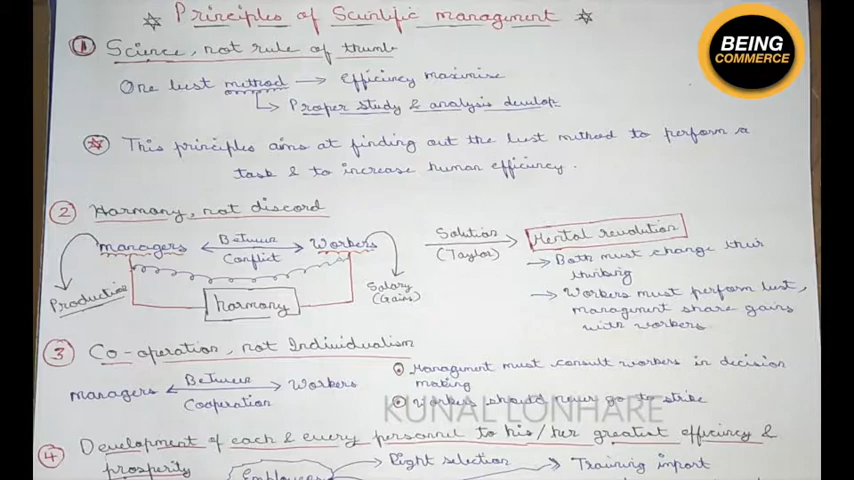 ☆ Principles of Scientific management ☆
BEING
COMMERCE
① Science, not rule of thumb
One best method → efficiency maximise
→ Proper study & analysis develop
☆ This principles aims at finding out the best method to perform a
task & to increase human efficiency.
② Harmony, not discord
managers ← Between → Workers
Conflict
Production
harmony
Salary
(Gains)
Solution →
(Taylor)
Mental revolution
→ Both must change their
thinking
→ Workers must perform best,
management share gains
with workers
③ Co-operation, not Individualism
managers ← Between → Workers
Cooperation
⊙ Management must consult workers in decision
making
⊙ Workers should never go to strike
KUNAL LONHARE
④ Development of each & every personnel to his/her greatest efficiency &
prosperity
Employees
→ Right selection
→ Training import